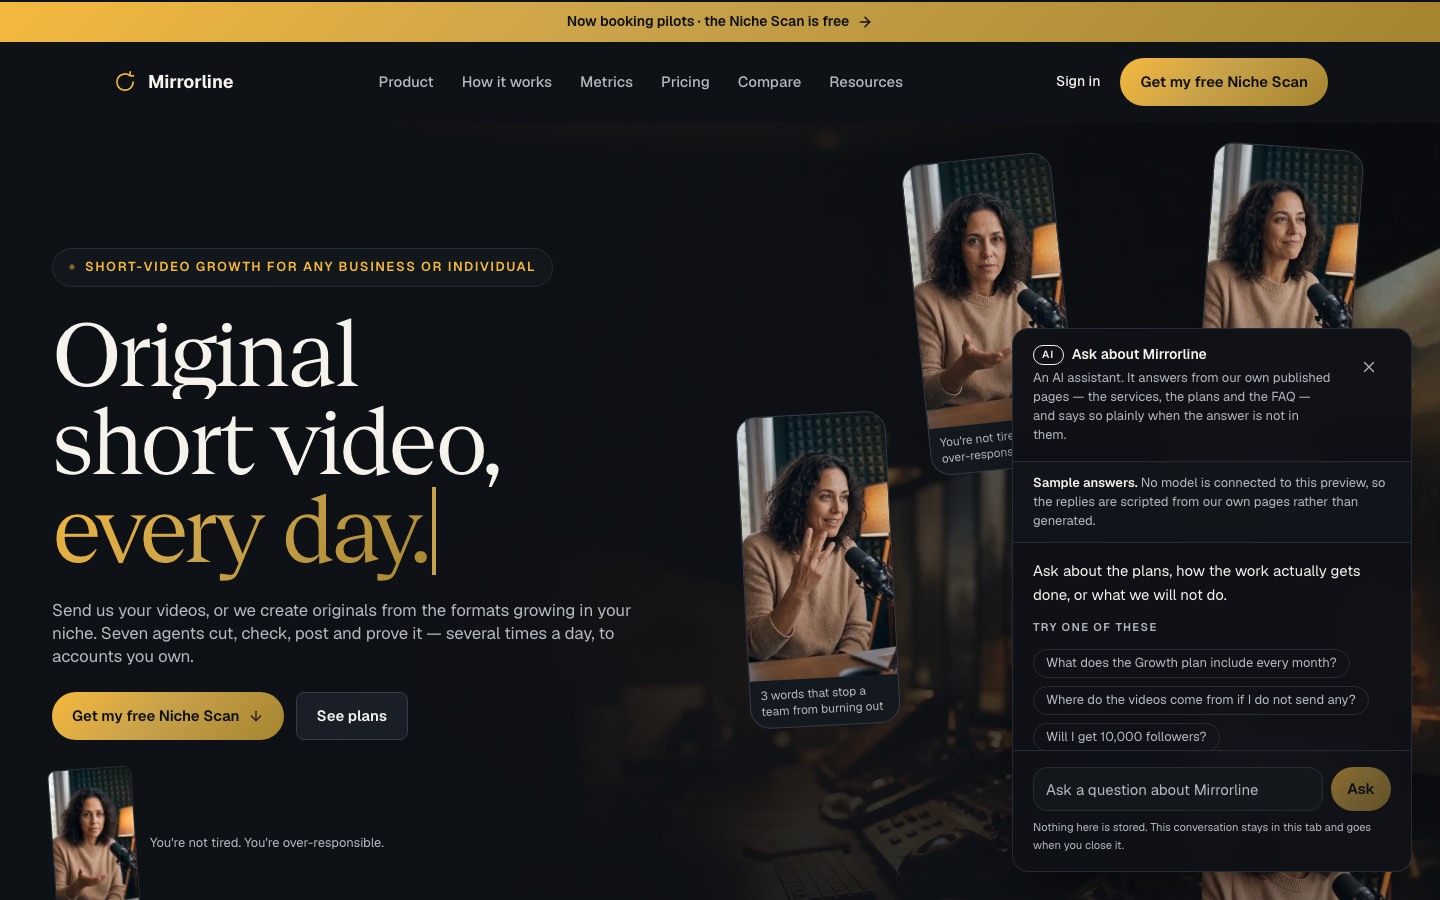 Now booking pilots · the Niche Scan is free →
Mirrorline
Product
How it works
Metrics
Pricing
Compare
Resources
Sign in
Get my free Niche Scan
SHORT-VIDEO GROWTH FOR ANY BUSINESS OR INDIVIDUAL
Original
short video,
every day.
Send us your videos, or we create originals from the formats growing in your
niche. Seven agents cut, check, post and prove it — several times a day, to
accounts you own.
Get my free Niche Scan ↓
See plans
You're not tired. You're over-responsible.
3 words that stop a
team from burning out
You're not tire
over-respons
AI
Ask about Mirrorline
An AI assistant. It answers from our own published
pages — the services, the plans and the FAQ —
and says so plainly when the answer is not in
them.
Sample answers. No model is connected to this preview, so
the replies are scripted from our own pages rather than
generated.
Ask about the plans, how the work actually gets
done, or what we will not do.
TRY ONE OF THESE
What does the Growth plan include every month?
Where do the videos come from if I do not send any?
Will I get 10,000 followers?
Ask a question about Mirrorline
Ask
Nothing here is stored. This conversation stays in this tab and goes
when you close it.